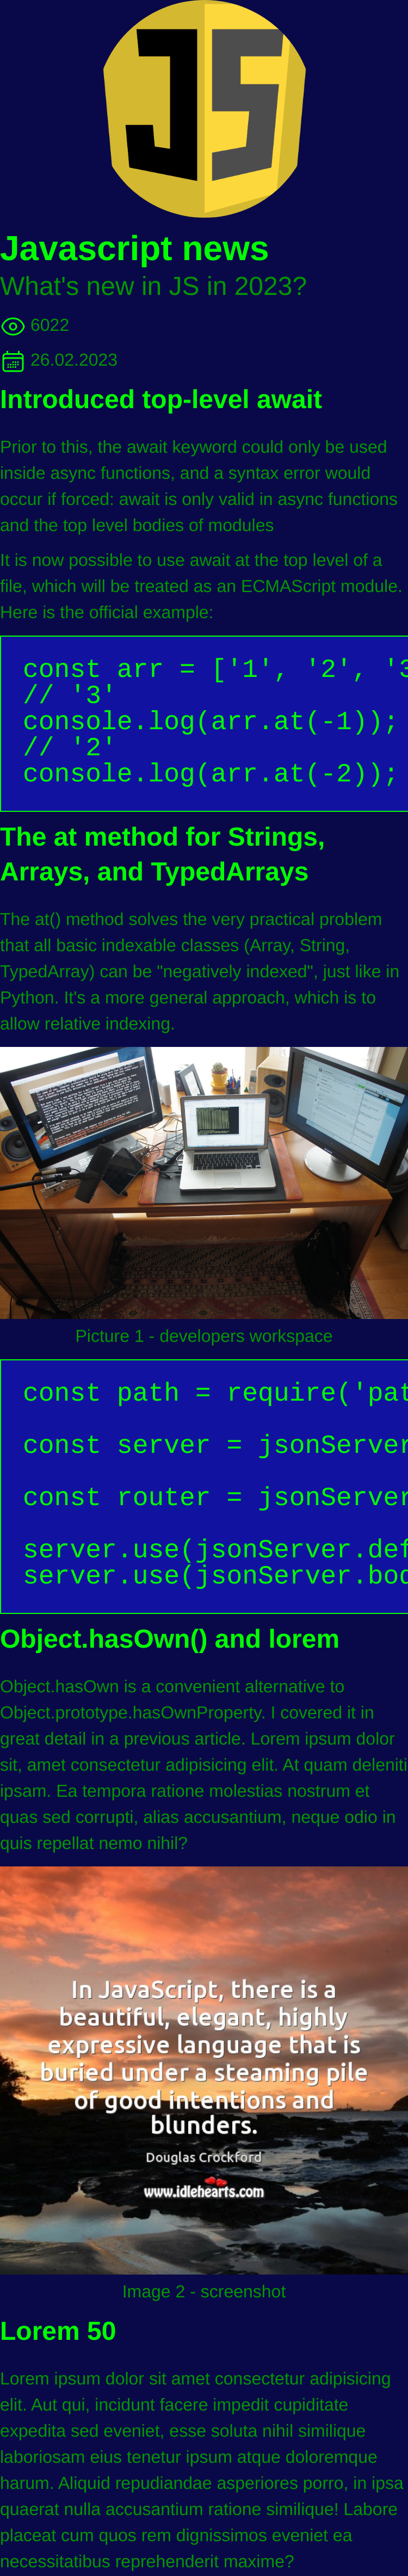 JS
Javascript news
What's new in JS in 2023?
6022
26.02.2023
Introduced top-level await
Prior to this, the await keyword could only be used
inside async functions, and a syntax error would
occur if forced: await is only valid in async functions
and the top level bodies of modules
It is now possible to use await at the top level of a
file, which will be treated as an ECMAScript module.
Here is the official example:
const arr = ['1', '2', '3
// '3'
console.log(arr.at(-1));
// '2'
console.log(arr.at(-2));
The at method for Strings,
Arrays, and TypedArrays
The at() method solves the very practical problem
that all basic indexable classes (Array, String,
TypedArray) can be "negatively indexed", just like in
Python. It's a more general approach, which is to
allow relative indexing.
Picture 1 - developers workspace
const path = require('pat
const server = jsonServer
const router = jsonServer
server.use(jsonServer.def
server.use(jsonServer.bod
Object.hasOwn() and lorem
Object.hasOwn is a convenient alternative to
Object.prototype.hasOwnProperty. I covered it in
great detail in a previous article. Lorem ipsum dolor
sit, amet consectetur adipisicing elit. At quam deleniti
ipsam. Ea tempora ratione molestias nostrum et
quas sed corrupti, alias accusantium, neque odio in
quis repellat nemo nihil?
In JavaScript, there is a
beautiful, elegant, highly
expressive language that is
buried under a steaming pile
of good intentions and
blunders.
Douglas Crockford
www.idlehearts.com
Image 2 - screenshot
Lorem 50
Lorem ipsum dolor sit amet consectetur adipisicing
elit. Aut qui, incidunt facere impedit cupiditate
expedita sed eveniet, esse soluta nihil similique
laboriosam eius tenetur ipsum atque doloremque
harum. Aliquid repudiandae asperiores porro, in ipsa
quaerat nulla accusantium ratione similique! Labore
placeat cum quos rem dignissimos eveniet ea
necessitatibus reprehenderit maxime?